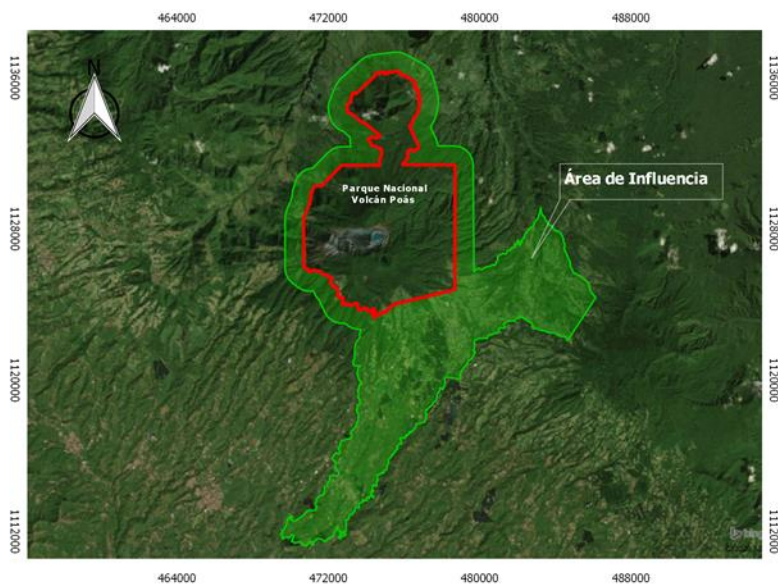 464000 472000 480000 488000
1136000 1136000
N
Área de Influencia
Parque Nacional
Volcán Poás
1128000 1128000
1120000 1120000
1112000 1112000
bing
464000 472000 480000 488000